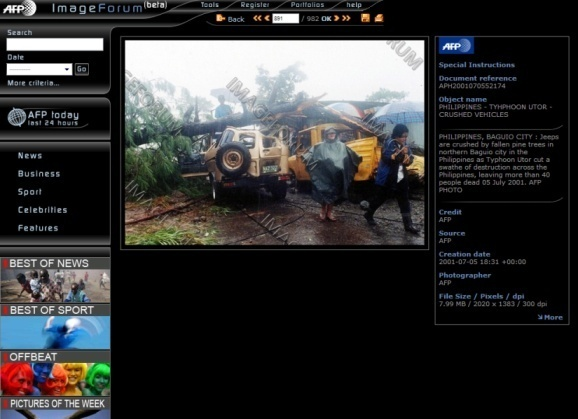 AFP ImageForum (beta)
Tools Register Portfolios help
Back / 982 OK
Search
Date
Go
More criteria...
AFP today
last 24 hours
News
Business
Sport
Celebrities
Features
BEST OF NEWS
BEST OF SPORT
OFFBEAT
PICTURES OF THE WEEK
AFP
Special Instructions
Document reference
APH2001070552174
Object name
PHILIPPINES - TYHPHOON UTOR -
CRUSHED VEHICLES
PHILIPPINES, BAGUIO CITY : Jeeps
are crushed by fallen pine trees in
northern Baguio city in the
Philippines as Typhoon Utor cut a
swathe of destruction across the
Philippines, leaving more than 40
people dead 05 July 2001. AFP
PHOTO
Credit
AFP
Source
AFP
Creation date
2001-07-05 18:31 +00:00
Photographer
AFP
File Size / Pixels / dpi
7,99 MB / 2020 x 1383 / 300 dpi
More